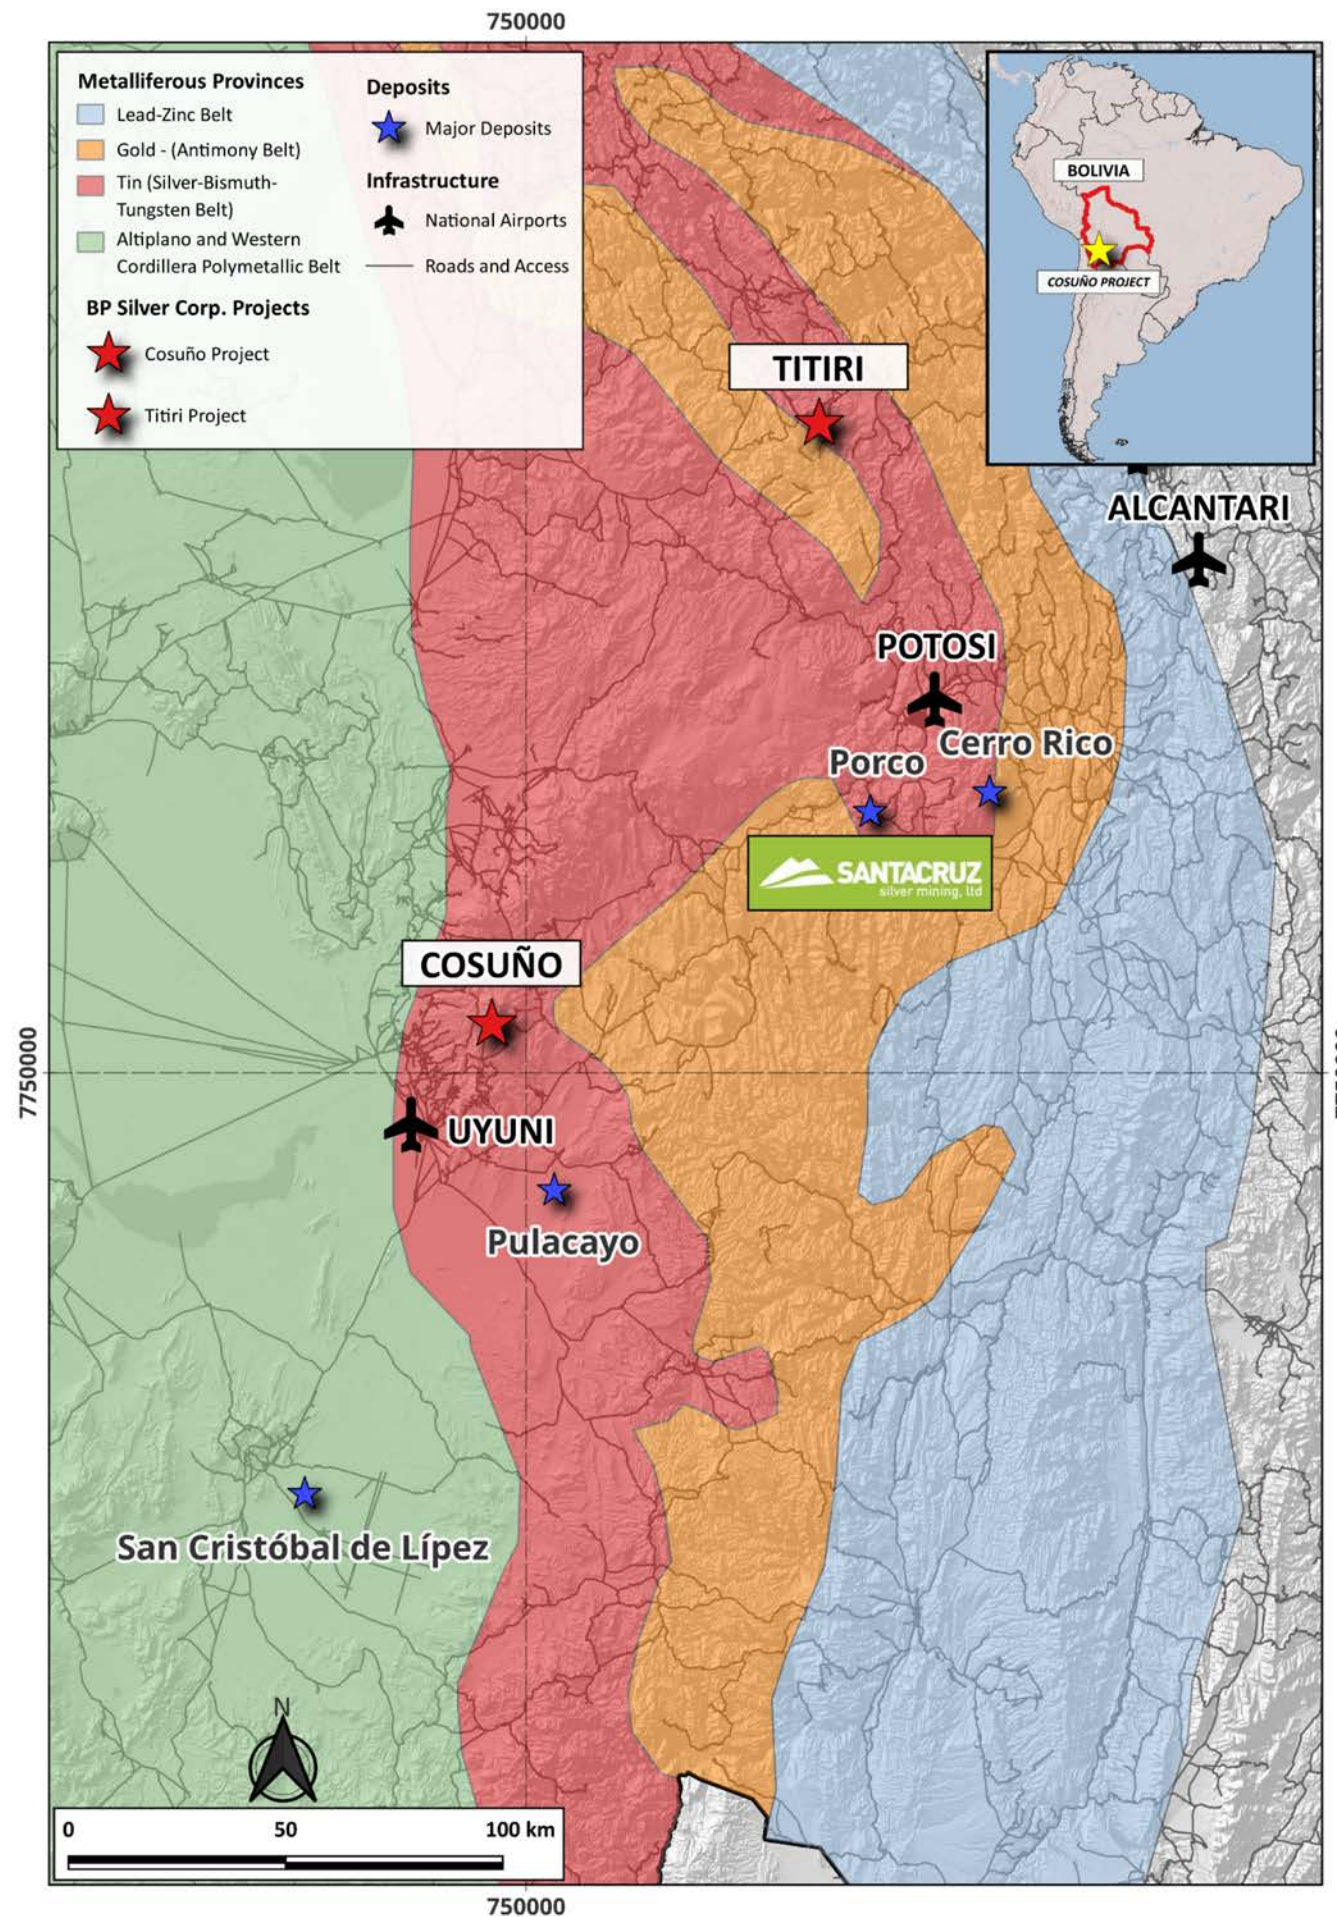 750000
Metalliferous Provinces
Lead-Zinc Belt
Gold - (Antimony Belt)
Tin (Silver-Bismuth-
Tungsten Belt)
Altiplano and Western
Cordillera Polymetallic Belt
BP Silver Corp. Projects
Cosuño Project
Titiri Project
Deposits
Major Deposits
Infrastructure
National Airports
Roads and Access
BOLIVIA
COSUÑO PROJECT
TITIRI
ALCANTARI
POTOSI
Cerro Rico
Porco
SANTACRUZ
silver mining, ltd
COSUÑO
7750000
UYUNI
Pulacayo
San Cristóbal de Lípez
N
0 50 100 km
750000